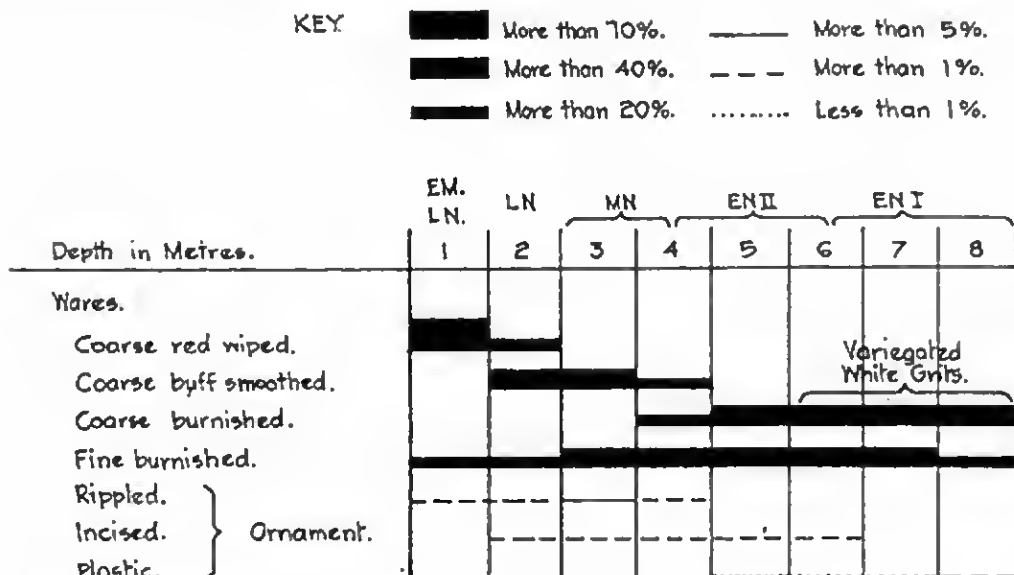 KEY
More than 70%. More than 5%.
More than 40%. More than 1%.
More than 20%. Less than 1%.
EM.
LN. LN MN EN II EN I
Depth in Metres. 1 2 3 4 5 6 7 8
Wares.
Coarse red wiped.
Variegated
Coarse buff smoothed. White Grits.
Coarse burnished.
Fine burnished.
Rippled.
Incised. Ornament.
Plastic.